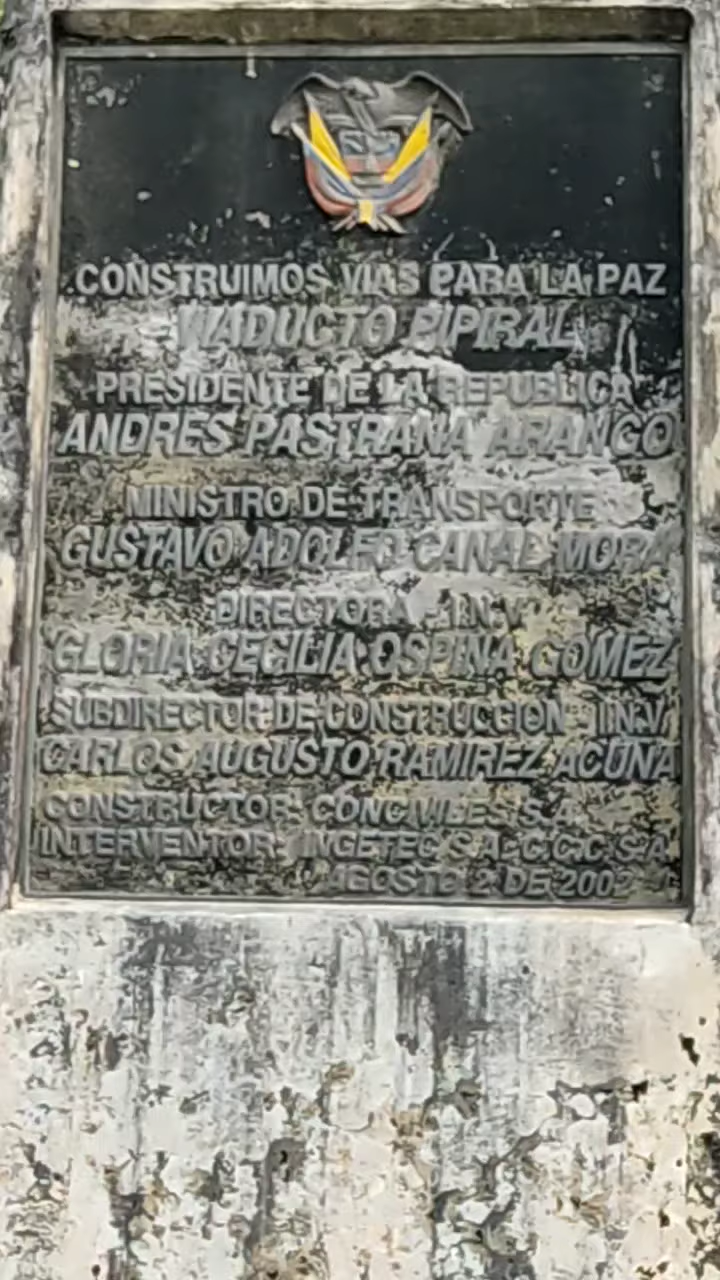 CONSTRUIMOS VIAS PARA LA PAZ
VIADUCTO PIPIRAL
PRESIDENTE DE LA REPUBLICA
ANDRES PASTRANA ARANGO
MINISTRO DE TRANSPORTE
GUSTAVO ADOLFO CANAL MORA
DIRECTORA I.N.V.
GLORIA CECILIA OSPINA GOMEZ
SUBDIRECTOR DE CONSTRUCCION I.N.V.
CARLOS AUGUSTO RAMIREZ ACUÑA
CONSTRUCTOR: CONCIVILES S.A.
INTERVENTOR: INGETEC S.A. - C.C.C. S.A.
AGOSTO 2 DE 2002